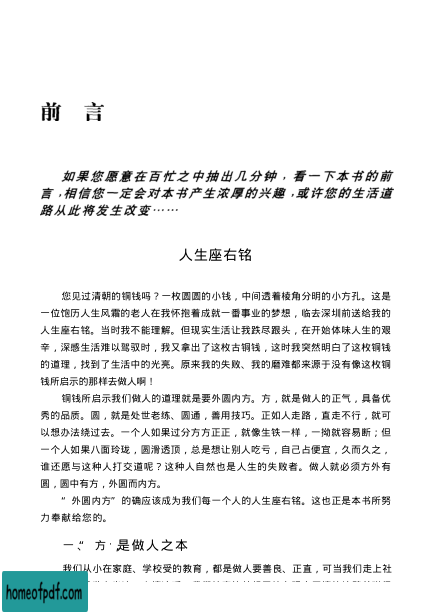 前 言
如果您愿意在百忙之中抽出几分钟，看一下本书的前
言，相信您一定会对本书产生浓厚的兴趣，或许您的生活道
路从此将发生改变……
人生座右铭
您见过清朝的铜钱吗？一枚圆圆的小钱，中间透着棱角分明的小方孔。这是
一位饱历人生风霜的老人在我怀抱着成就一番事业的梦想，临去深圳前送给我的
人生座右铭。当时我不能理解。但现实生活让我跌尽跟头，在开始体味人生的艰
辛，深感生活难以驾驭时，我又拿出了这枚古铜钱，这时我突然明白了这枚铜钱
的道理，找到了生活中的光亮。原来我的失败、我的磨难都来源于没有像这枚铜
钱所启示的那样去做人啊！
铜钱所启示我们做人的道理就是要外圆内方。方，就是做人的正气，具备优
秀的品质。圆，就是处世老练、圆通，善用技巧。正如人走路，直走不行，就可
以想办法绕过去。一个人如果过分方方正正，就像生铁一样，一拗就容易断；但
一个人如果八面玲珑，圆滑透顶，总是想让别人吃亏，自己占便宜，久而久之，
谁还愿与这种人打交道呢？这种人自然也是人生的失败者。做人就必须方外有
圆，圆中有方，外圆而内方。
”外圆内方”的确应该成为我们每一个人的人生座右铭。这也正是本书所努
力奉献给您的。
一、“方”是做人之本
我们从小在家庭、学校受的教育，都是做人要善良、正直，可当我们走上社
homeofpdf.com